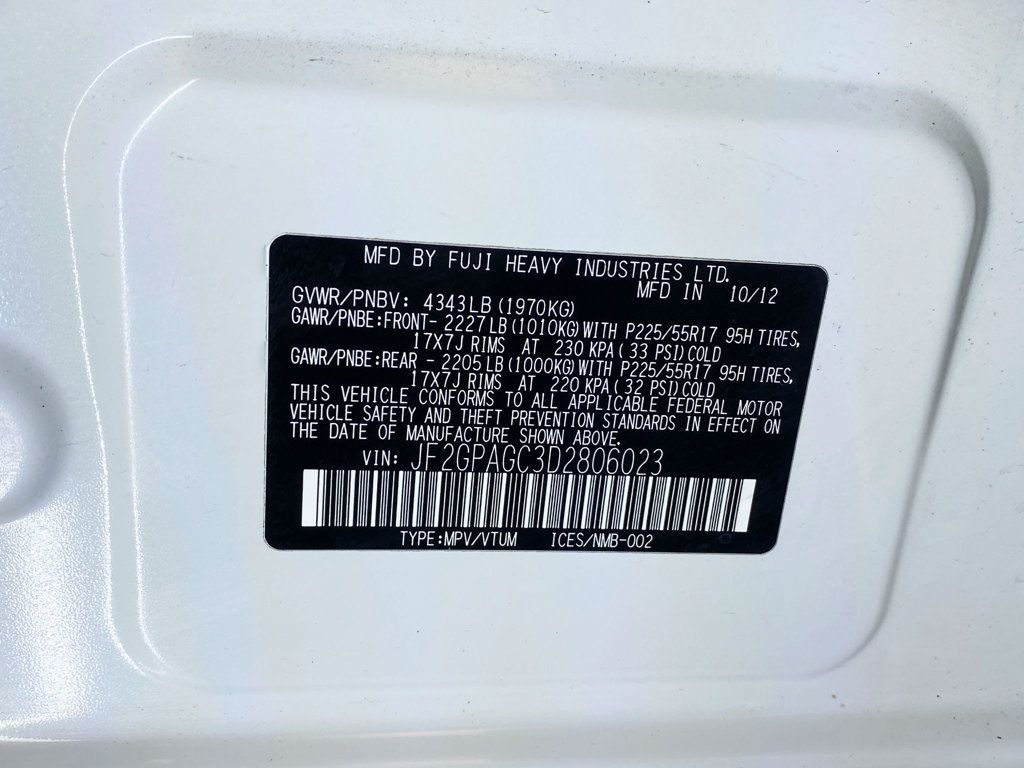 MFD BY FUJI HEAVY INDUSTRIES LTD.
MFD IN 10/12
GVWR/PNBV: 4343LB (1970KG)
GAWR/PNBE:FRONT- 2227LB(1010KG) WITH P225/55R17 95H TIRES,
17X7J RIMS AT 230 KPA (33 PSI) COLD
GAWR/PNBE:REAR - 2205LB(1000KG) WITH P225/55R17 95H TIRES,
17X7J RIMS AT 220 KPA (32 PSI) COLD
THIS VEHICLE CONFORMS TO ALL APPLICABLE FEDERAL MOTOR
VEHICLE SAFETY AND THEFT PREVENTION STANDARDS IN EFFECT ON
THE DATE OF MANUFACTURE SHOWN ABOVE.
VIN: JF2GPAGC3D2806023
TYPE:MPV/VTUM ICES/NMB-002